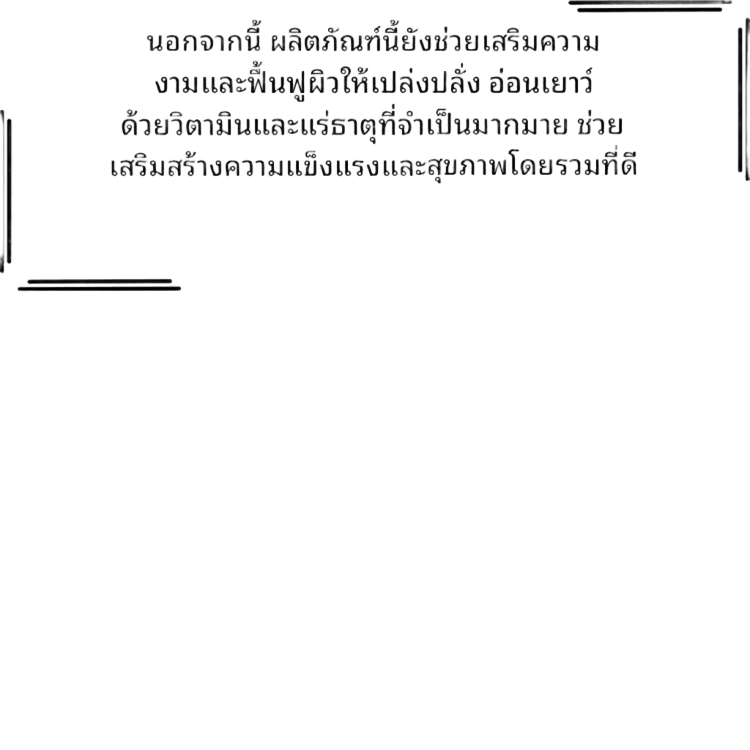 นอกจากนี้ ผลิตภัณฑ์นี้ยังช่วยเสริมความ
งามและฟื้นฟูผิวให้เปล่งปลั่ง อ่อนเยาว์
ด้วยวิตามินและแร่ธาตุที่จำเป็นมากมาย ช่วย
เสริมสร้างความแข็งแรงและสุขภาพโดยรวมที่ดี